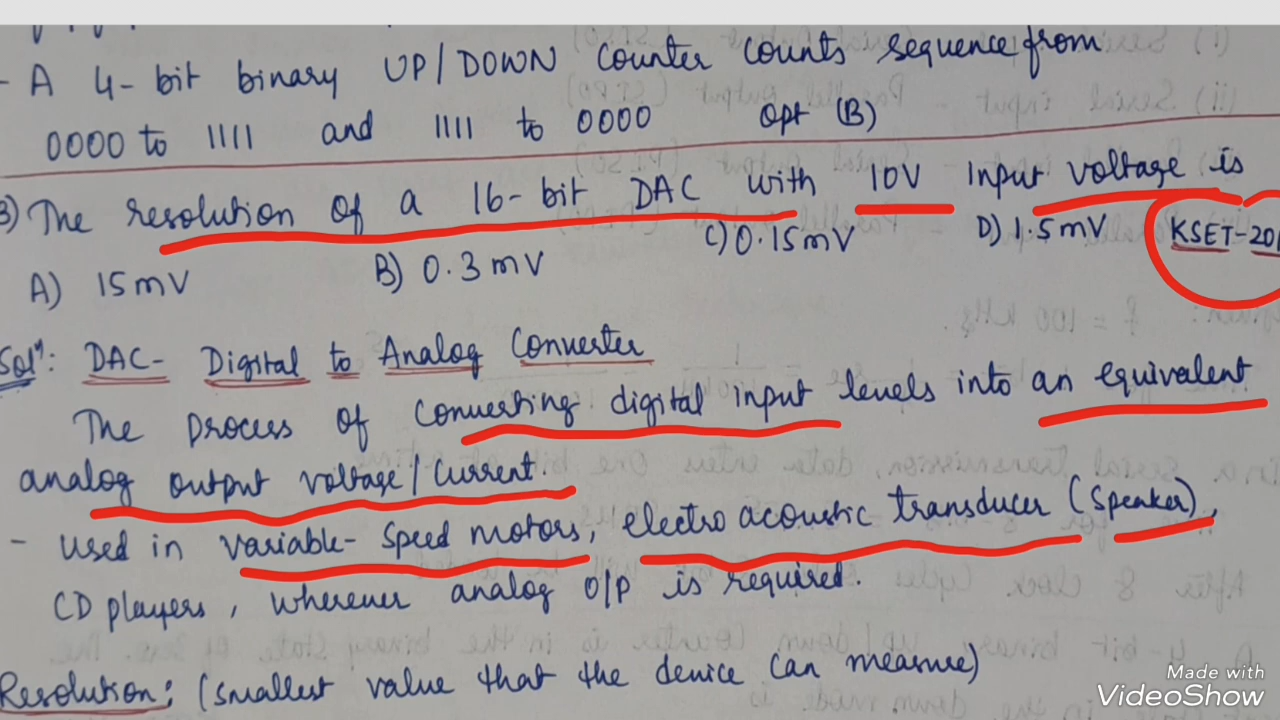 - A 4-bit binary UP/DOWN Counter counts sequence from
0000 to 1111 and 1111 to 0000 opt (B)
3) The resolution of a 16-bit DAC with 10V input voltage is
A) 15mV B) 0.3mV C) 0.15mV D) 1.5mV KSET-20
Solⁿ: DAC- Digital to Analog Converter
The process of converting digital input levels into an equivalent
analog output voltage/current.
- used in variable-speed motors, electro acoustic transducer (speaker),
CD players, wherever analog O/P is required.
Resolution: (smallest value that the device can measure)
Made with
VideoShow